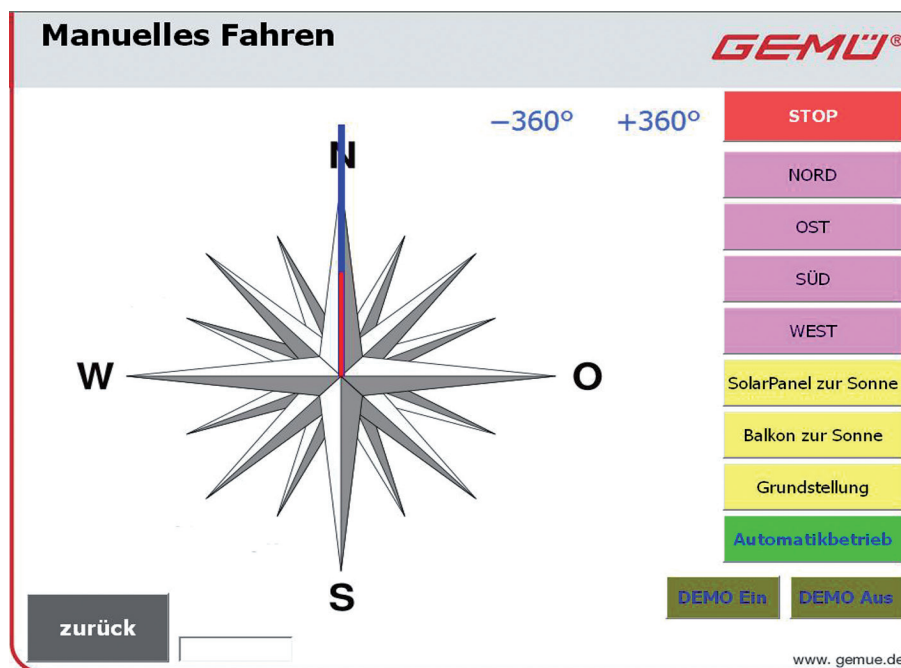 Manuelles Fahren
GEMÜ®
−360° +360°
STOP
N
NORD
OST
SÜD
WEST
W
O
SolarPanel zur Sonne
Balkon zur Sonne
Grundstellung
Automatikbetrieb
S
DEMO Ein
DEMO Aus
zurück
www. gemue.de